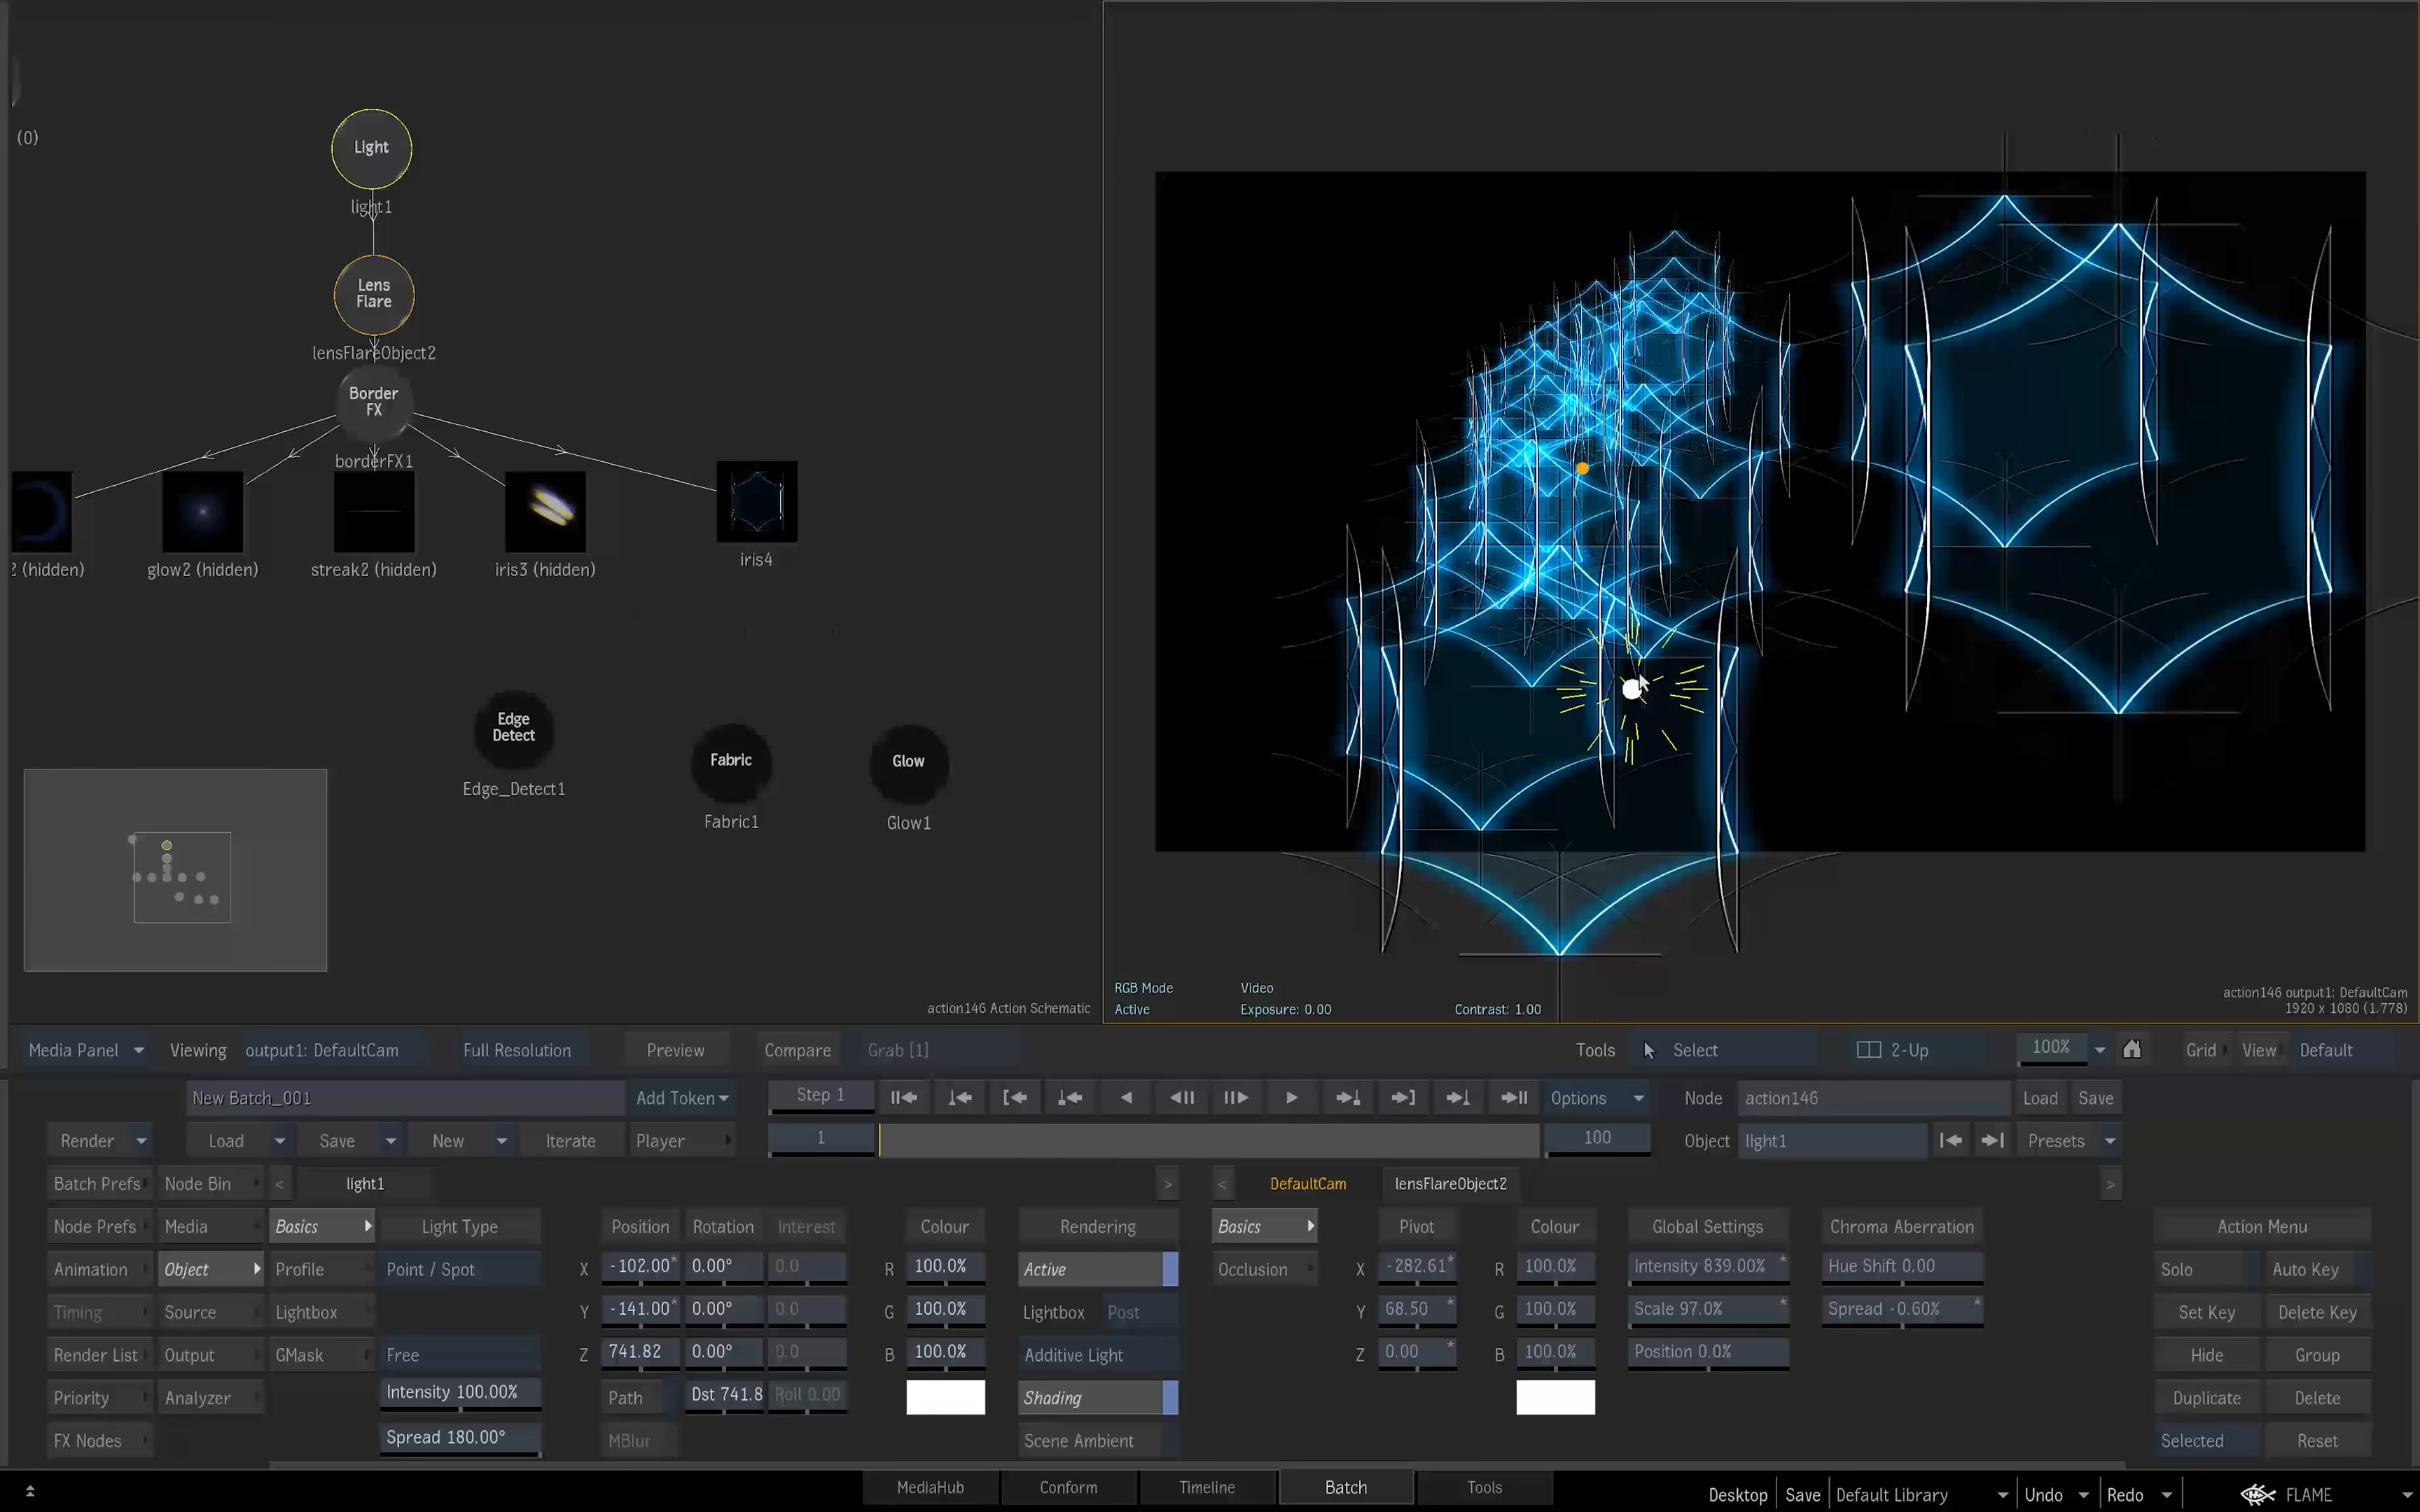 (0)
Light
light1
Lens
Flare
lensFlareObject2
Border
FX
borderFX1
2 (hidden)
glow2 (hidden)
streak2 (hidden)
iris3 (hidden)
iris4
Edge
Detect
Edge_Detect1
Fabric
Fabric1
Glow
Glow1
action146 Action Schematic
RGB Mode Video
Active Exposure: 0.00 Contrast: 1.00
action146 output1: DefaultCam
1920 x 1080 (1.778)
Media Panel Viewing output1: DefaultCam Full Resolution Preview Compare Grab [1] Tools Select 2-Up 100% Grid View Default
New Batch_001 Add Token Step 1 Options Node action146 Load Save
Render Load Save New Iterate Player 1 100 Object light1 Presets
Batch Prefs Node Bin < light1 > < DefaultCam lensFlareObject2 >
Node Prefs Media Basics Light Type Position Rotation Interest Colour Rendering Basics Pivot Colour Global Settings Chroma Aberration Action Menu
Animation Object Profile Point / Spot X -102.00* 0.00° 0.0 R 100.0% Active Occlusion X -282.61* R 100.0% Intensity 839.00% * Hue Shift 0.00 Solo Auto Key
Timing Source Lightbox Y -141.00* 0.00° 0.0 G 100.0% Lightbox Post Y 68.50 * G 100.0% Scale 97.0% * Spread -0.60% * Set Key Delete Key
Render List Output GMask Free Z 741.82 0.00° 0.0 B 100.0% Additive Light Z 0.00 * B 100.0% Position 0.0% Hide Group
Priority Analyzer Intensity 100.00% Path Dst 741.8 Roll 0.00 Shading Duplicate Delete
FX Nodes Spread 180.00° MBlur Scene Ambient Selected Reset
MediaHub Conform Timeline Batch Tools Desktop Save Default Library Undo Redo FLAME